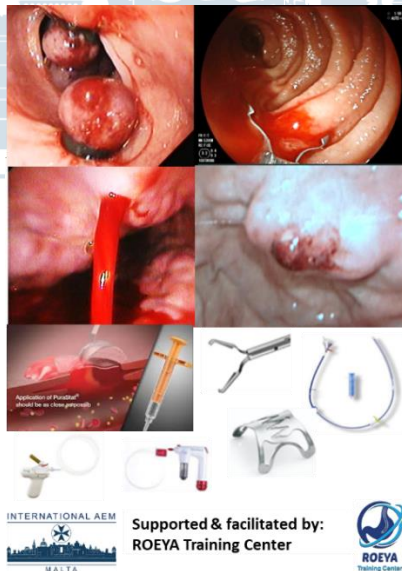 Application of PuraStat®
should be as close as possible
INTERNATIONAL AEM
MALTA
Supported & facilitated by:
ROEYA Training Center
ROEYA
Training Center